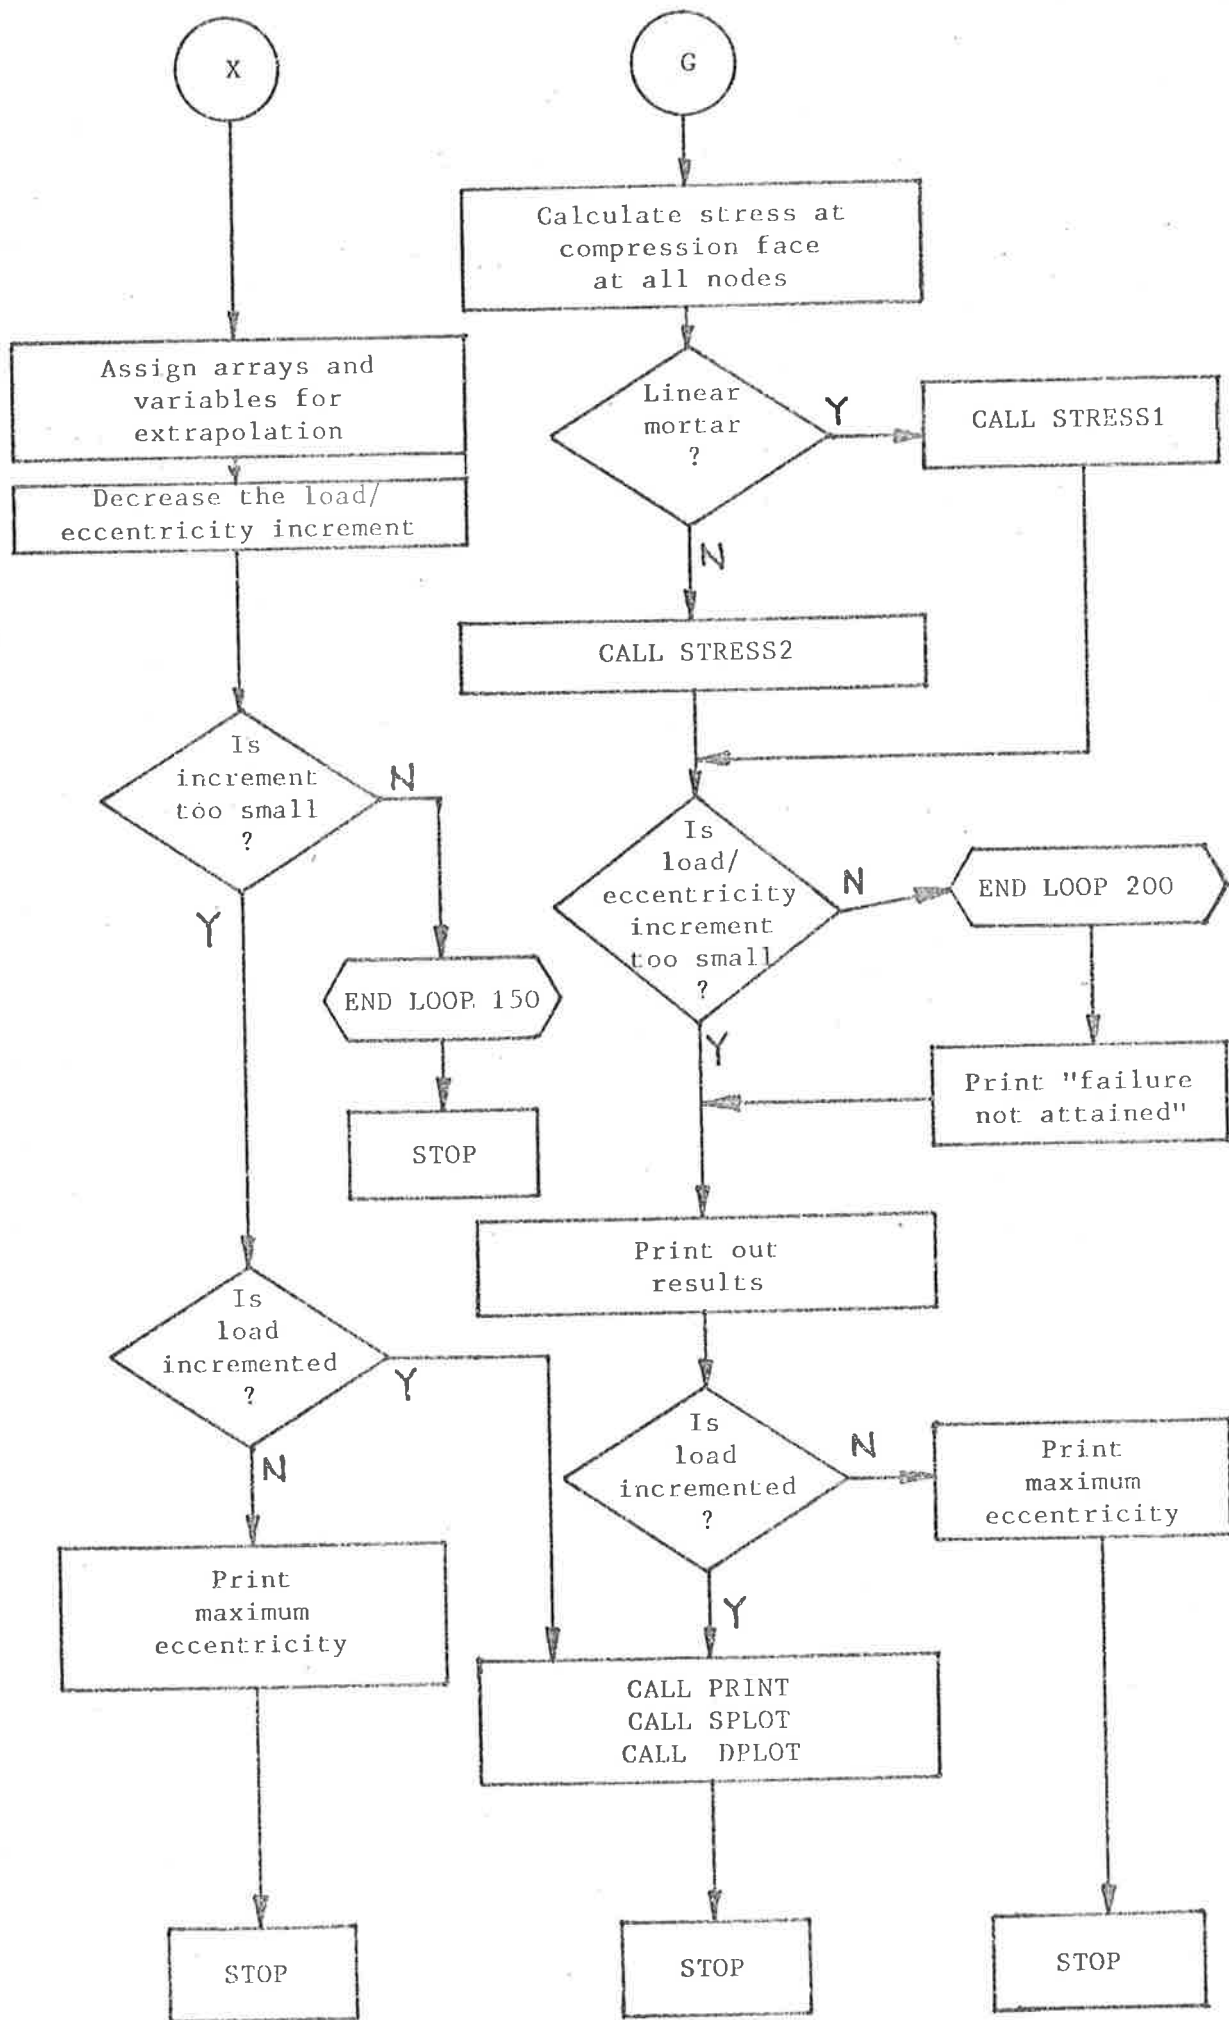 X
Assign arrays and
variables for
extrapolation
Decrease the load/
eccentricity increment
Is
increment
too small
?
N
Y
END LOOP 150
STOP
Is
load
incremented
?
Y
N
Print
maximum
eccentricity
STOP
G
Calculate stress at
compression face
at all nodes
Linear
mortar
?
Y
CALL STRESS1
N
CALL STRESS2
Is
load/
eccentricity
increment
too small
?
N
END LOOP 200
Y
Print "failure
not attained"
Print out
results
Is
load
incremented
?
N
Print
maximum
eccentricity
Y
CALL PRINT
CALL SPLOT
CALL DPLOT
STOP
STOP